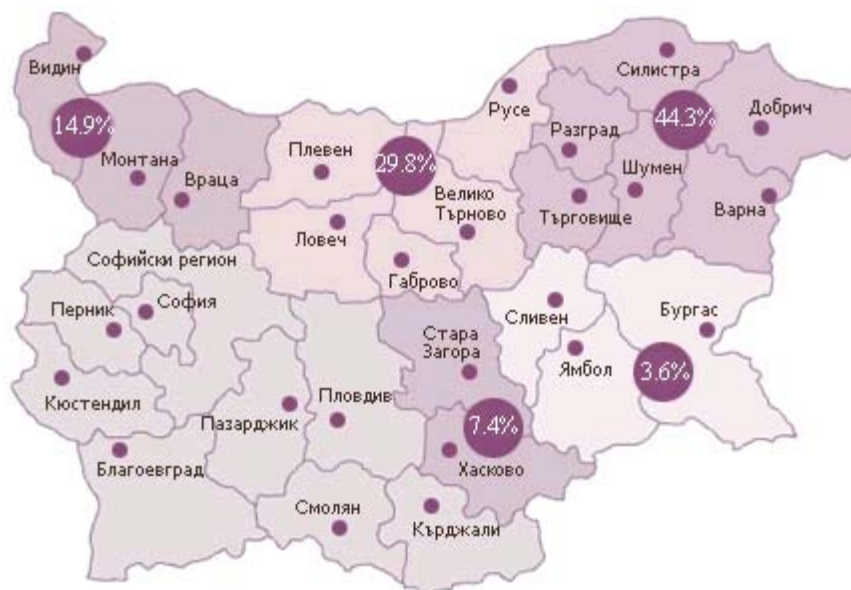 Видин
14.9%
Монтана
Враца
Плевен
29.8%
Русе
Велико
Търново
Ловеч
Габрово
Силистра
44.3%
Добрич
Разград
Шумен
Търговище
Варна
Софийски регион
Перник
София
Кюстендил
Благоевград
Пазарджик
Пловдив
Смолян
Кърджали
Стара
Загора
7.4%
Хасково
Сливен
Ямбол
Бургас
3.6%